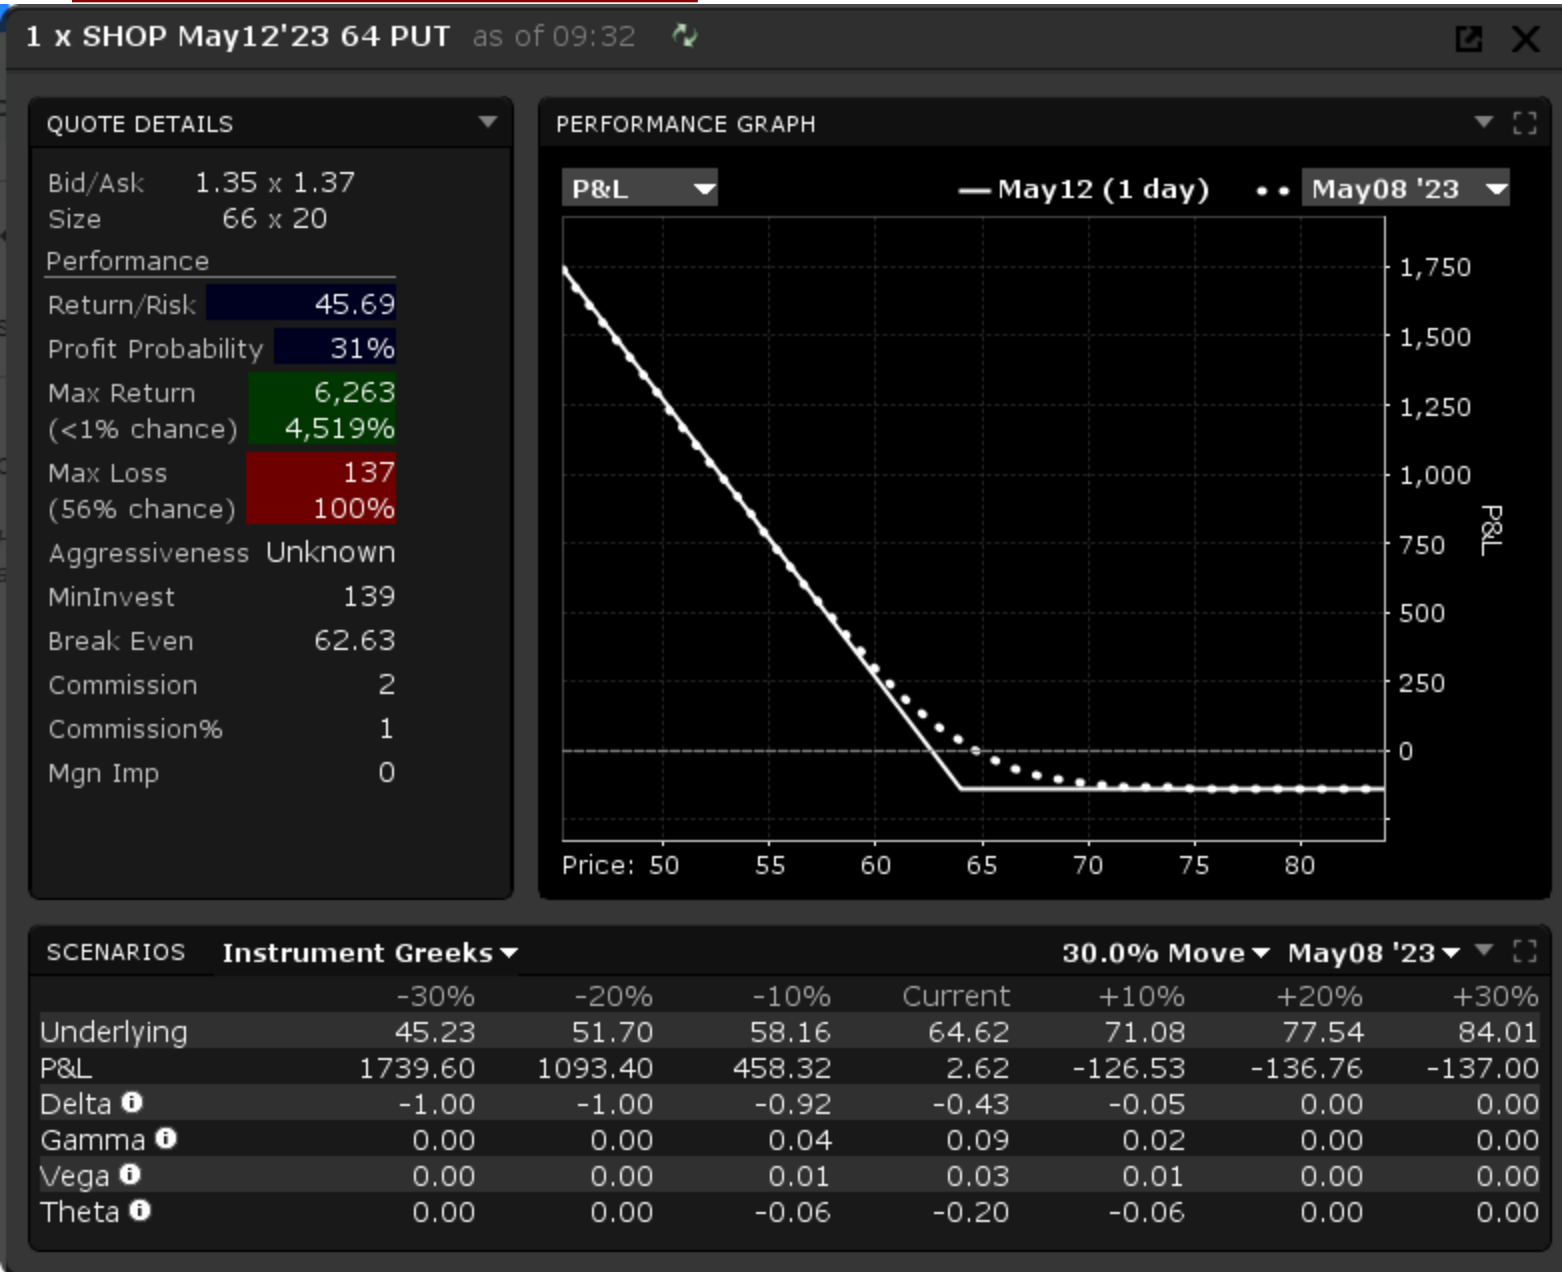 1 x SHOP May12'23 64 PUT as of 09:32
QUOTE DETAILS
Bid/Ask 1.35 x 1.37
Size 66 x 20
Performance
Return/Risk 45.69
Profit Probability 31%
Max Return 6,263
(<1% chance) 4,519%
Max Loss 137
(56% chance) 100%
Aggressiveness Unknown
MinInvest 139
Break Even 62.63
Commission 2
Commission% 1
Mgn Imp 0
PERFORMANCE GRAPH
P&L May12 (1 day) May08 '23
1,750
1,500
1,250
1,000
750
500
250
0
P&L
Price: 50 55 60 65 70 75 80
SCENARIOS Instrument Greeks 30.0% Move May08 '23
-30% -20% -10% Current +10% +20% +30%
Underlying 45.23 51.70 58.16 64.62 71.08 77.54 84.01
P&L 1739.60 1093.40 458.32 2.62 -126.53 -136.76 -137.00
Delta -1.00 -1.00 -0.92 -0.43 -0.05 0.00 0.00
Gamma 0.00 0.00 0.04 0.09 0.02 0.00 0.00
Vega 0.00 0.00 0.01 0.03 0.01 0.00 0.00
Theta 0.00 0.00 -0.06 -0.20 -0.06 0.00 0.00